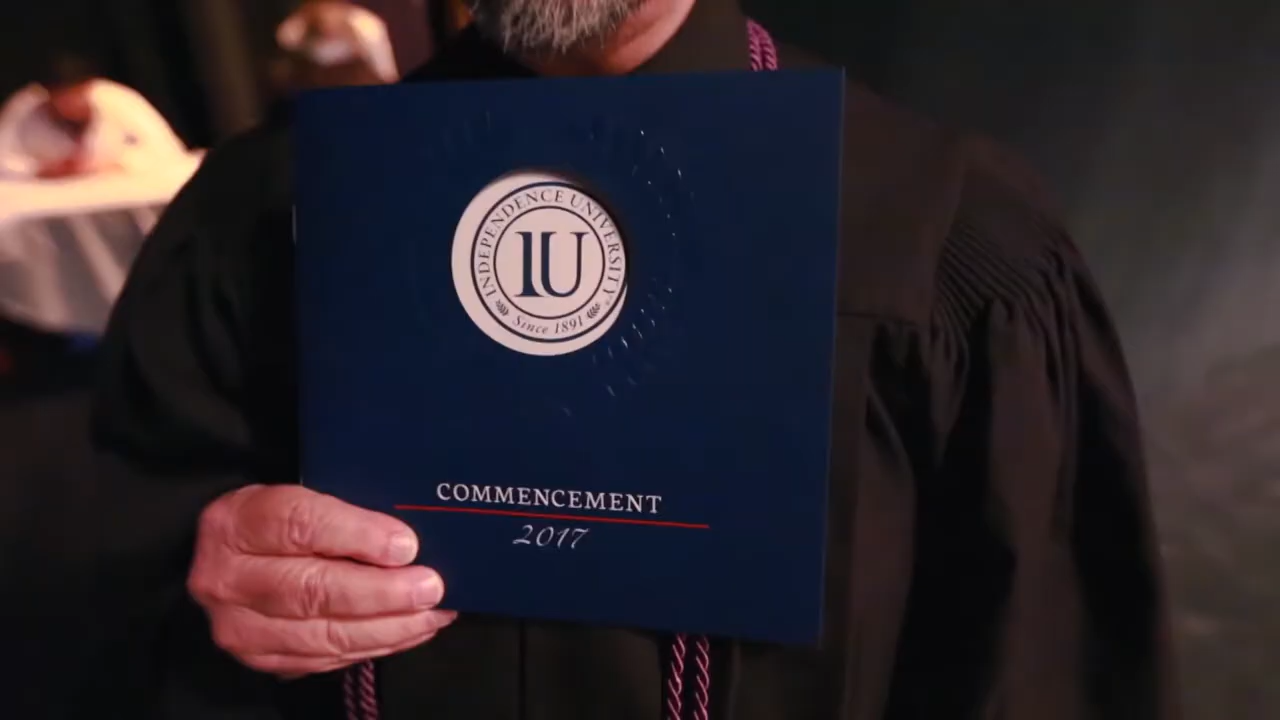 INDEPENDENCE UNIVERSITY
IU
Since 1891
COMMENCEMENT
2017